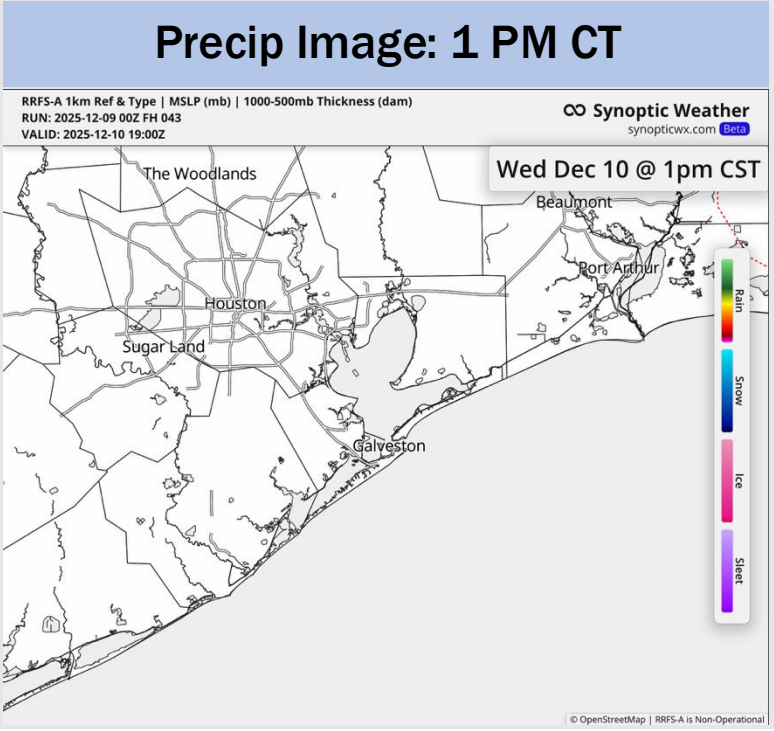 Precip Image: 1 PM CT
RRFS-A 1km Ref & Type | MSLP (mb) | 1000-500mb Thickness (dam)
RUN: 2025-12-09 00Z FH 043
VALID: 2025-12-10 19:00Z
Synoptic Weather
synopticwx.com Beta
Wed Dec 10 @ 1pm CST
The Woodlands
Beaumont
Port Arthur
Houston
Sugar Land
Galveston
Rain
Snow
Ice
Sleet
© OpenStreetMap | RRFS-A is Non-Operational